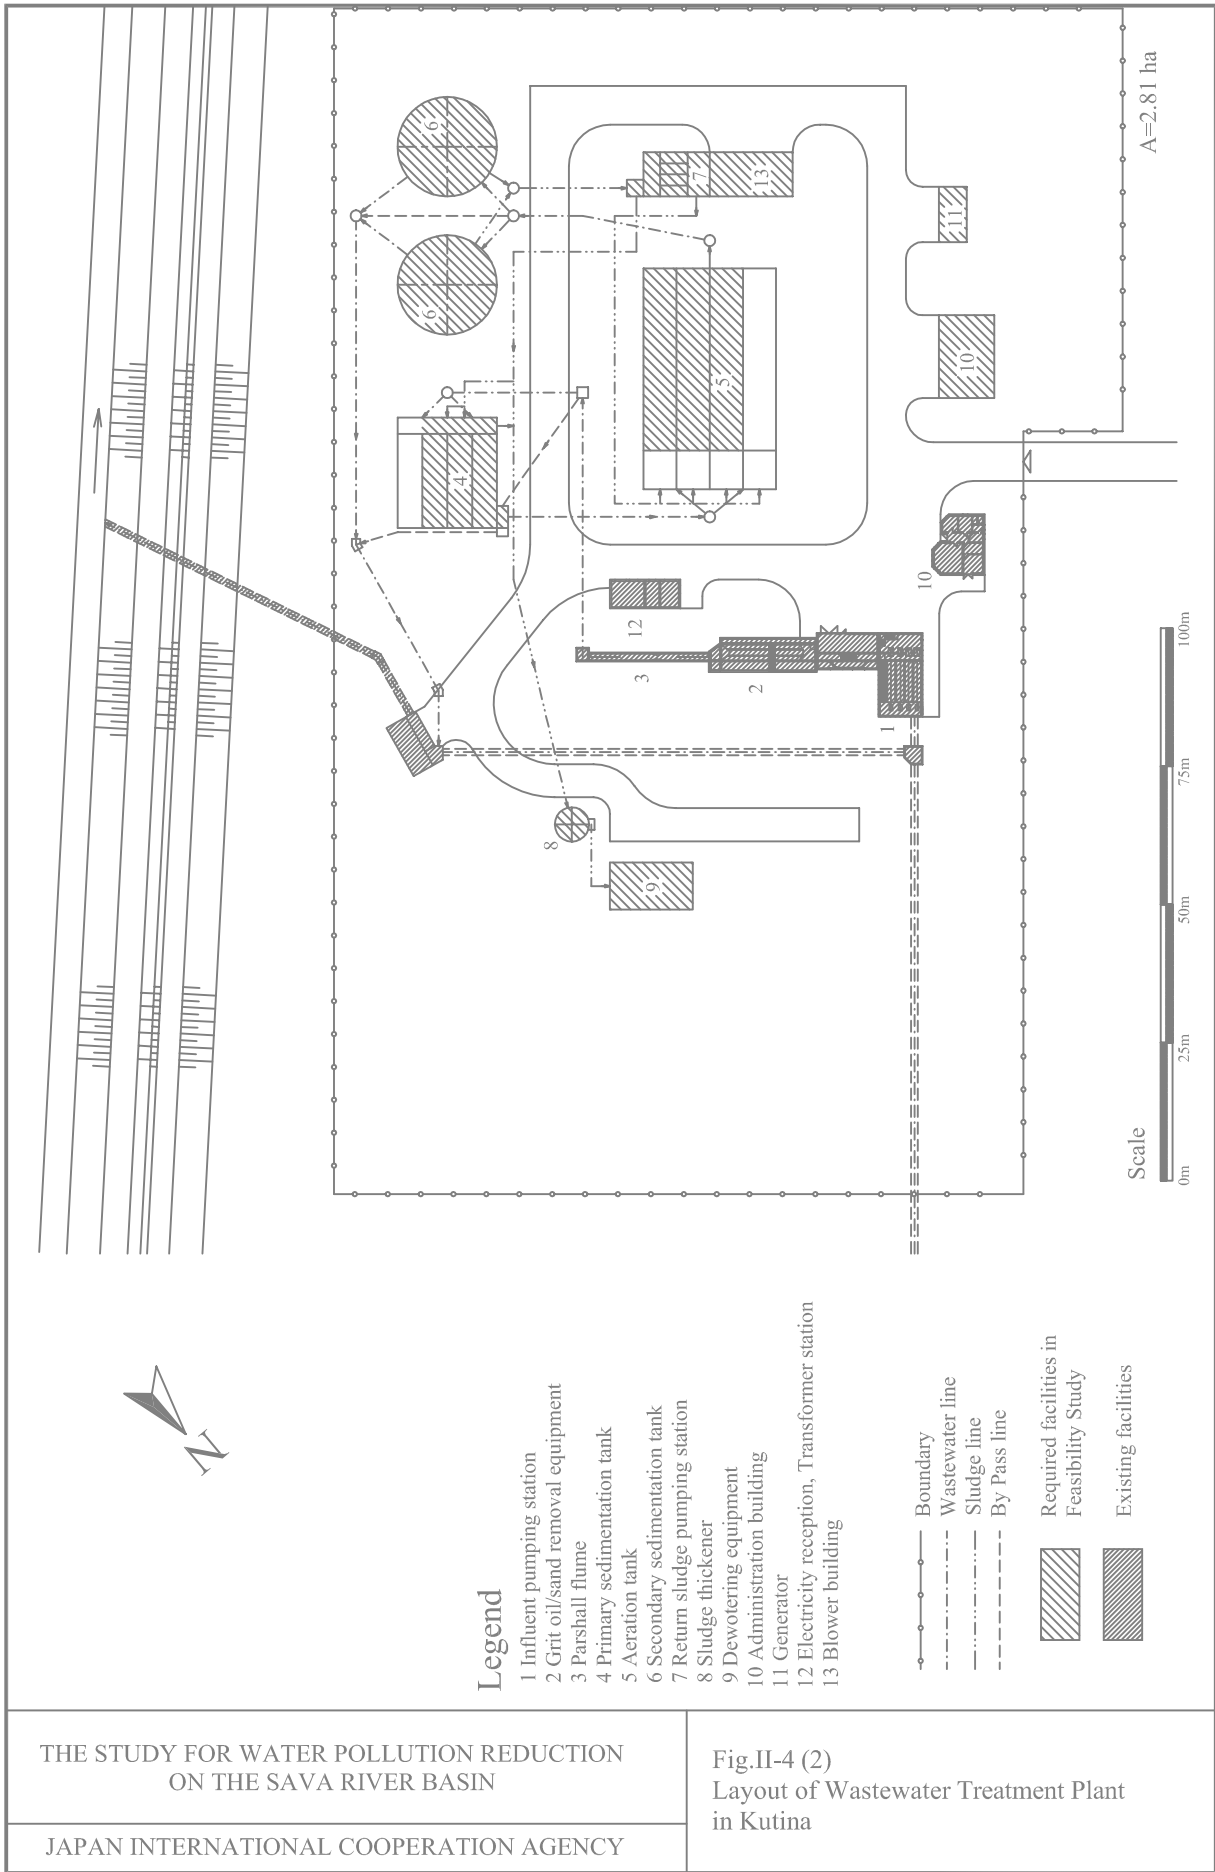 A=2.81 ha
6
6
7
13
11
4
5
10
10
12
3
2
1
8
9
Scale
0m
25m
50m
75m
100m
N
Legend
1 Influent pumping station
2 Grit oil/sand removal equipment
3 Parshall flume
4 Primary sedimentation tank
5 Aeration tank
6 Secondary sedimentation tank
7 Return sludge pumping station
8 Sludge thickener
9 Dewotering equipment
10 Administration building
11 Generator
12 Electricity reception, Transformer station
13 Blower building
Boundary
Wastewater line
Sludge line
By Pass line
Required facilities in
Feasibility Study
Existing facilities
THE STUDY FOR WATER POLLUTION REDUCTION
ON THE SAVA RIVER BASIN
JAPAN INTERNATIONAL COOPERATION AGENCY
Fig.II-4 (2)
Layout of Wastewater Treatment Plant
in Kutina